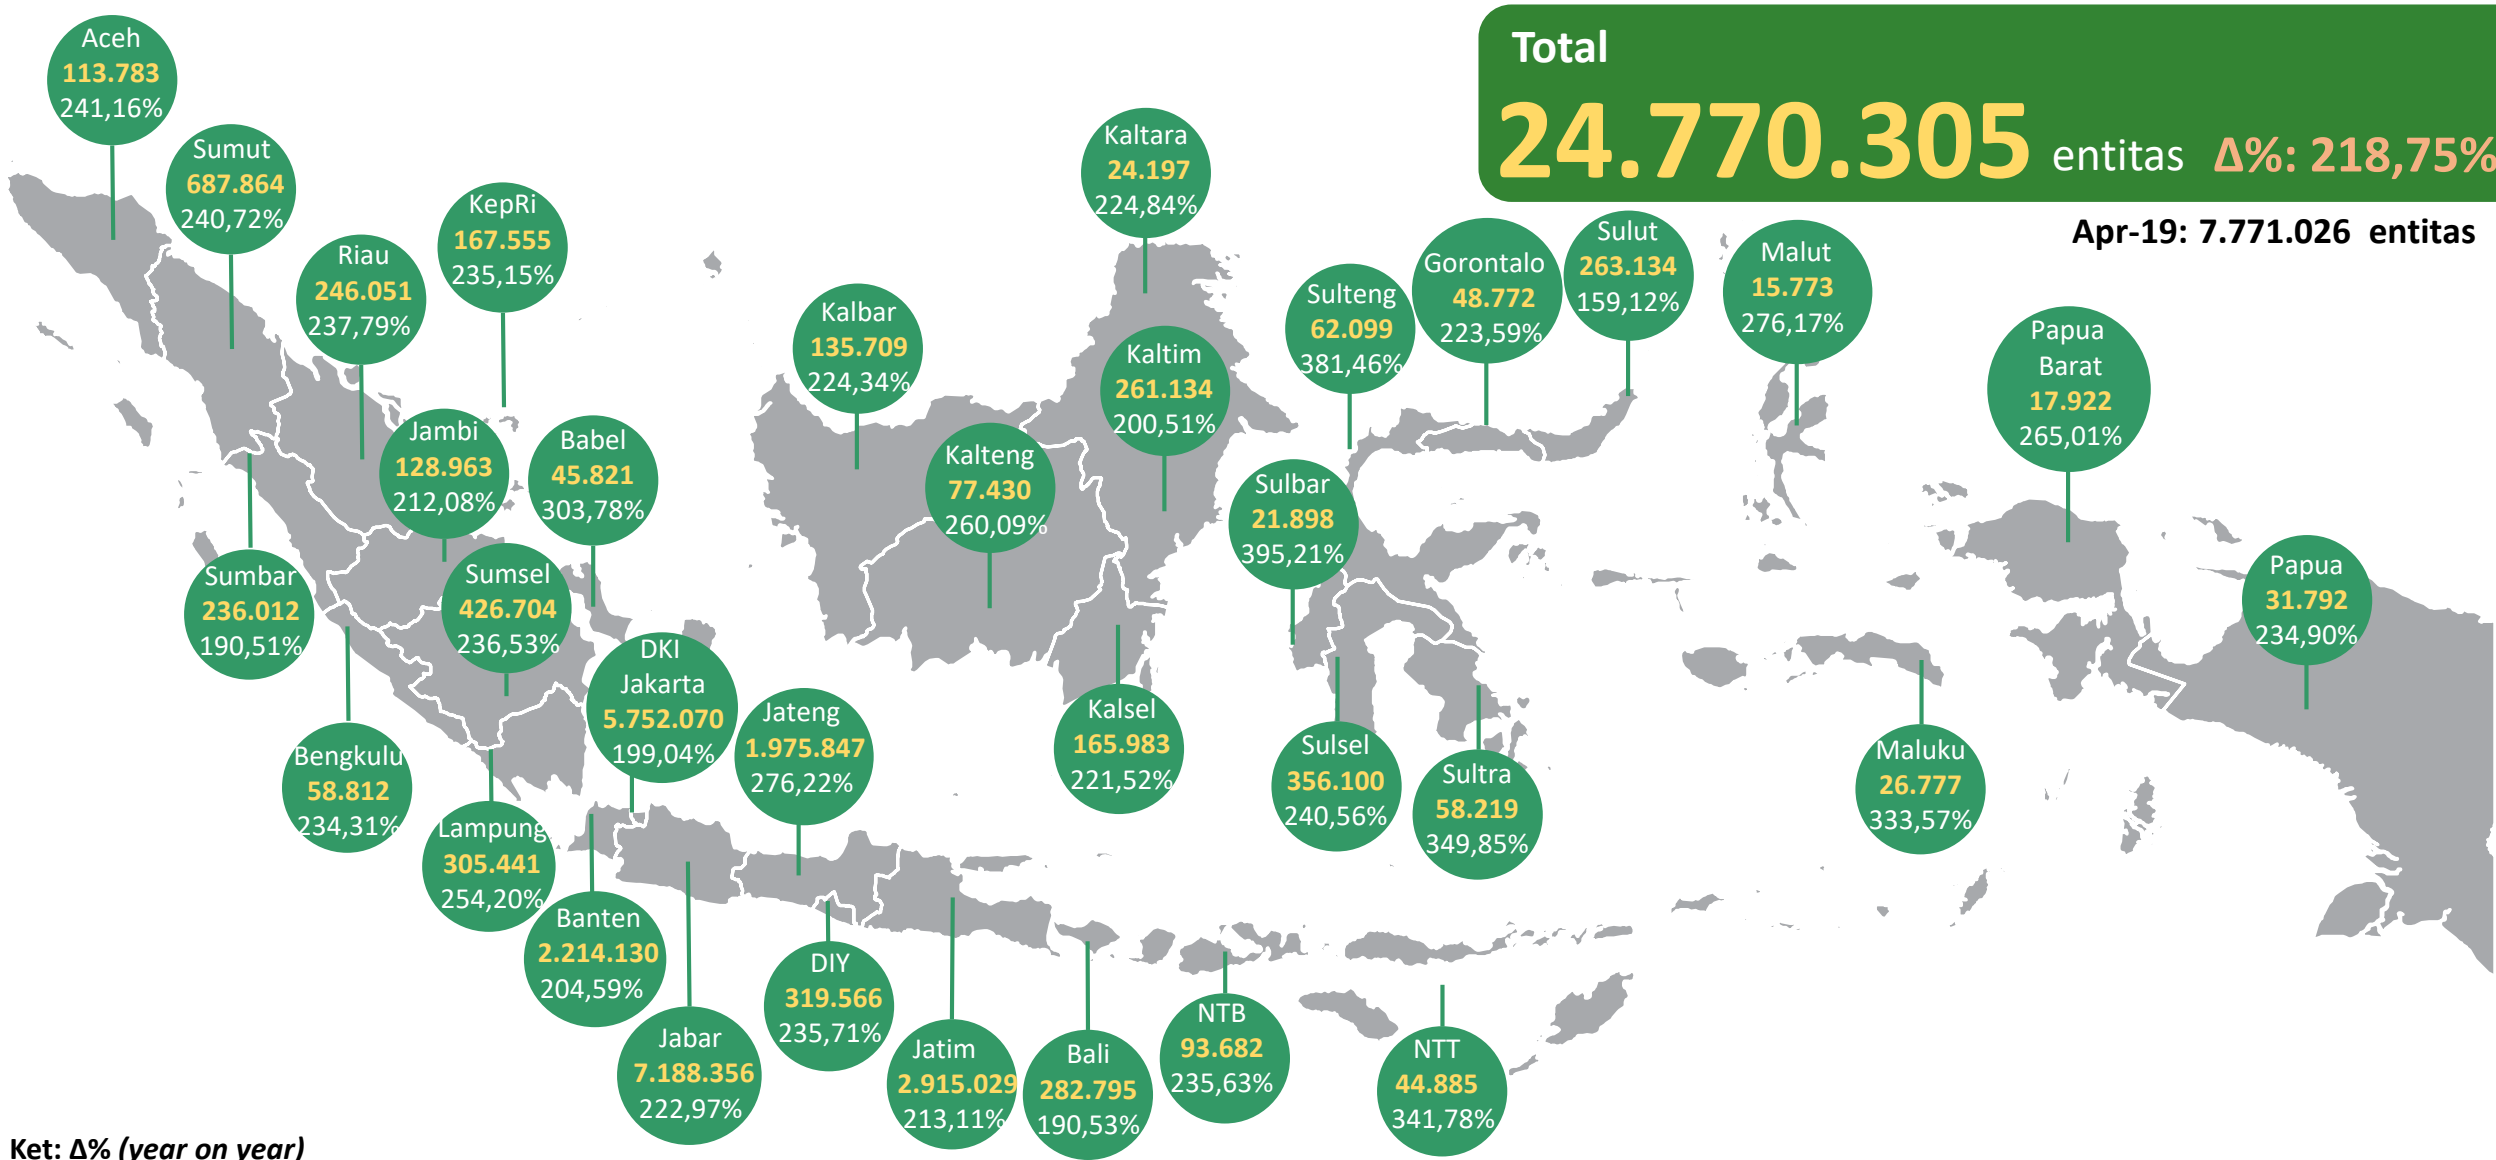 Total
24.770.305 entitas Δ%: 218,75%
Apr-19: 7.771.026 entitas
Aceh
113.783
241,16%
Sumut
687.864
240,72%
Riau
246.051
237,79%
KepRi
167.555
235,15%
Jambi
128.963
212,08%
Babel
45.821
303,78%
Sumbar
236.012
190,51%
Sumsel
426.704
236,53%
Bengkulu
58.812
234,31%
Lampung
305.441
254,20%
DKI
Jakarta
5.752.070
199,04%
Jateng
1.975.847
276,22%
Banten
2.214.130
204,59%
Jabar
7.188.356
222,97%
DIY
319.566
235,71%
Jatim
2.915.029
213,11%
Bali
282.795
190,53%
NTB
93.682
235,63%
NTT
44.885
341,78%
Kalbar
135.709
224,34%
Kalteng
77.430
260,09%
Kaltara
24.197
224,84%
Kaltim
261.134
200,51%
Kalsel
165.983
221,52%
Sulteng
62.099
381,46%
Gorontalo
48.772
223,59%
Sulut
263.134
159,12%
Sulbar
21.898
395,21%
Sulsel
356.100
240,56%
Sultra
58.219
349,85%
Malut
15.773
276,17%
Maluku
26.777
333,57%
Papua
Barat
17.922
265,01%
Papua
31.792
234,90%
Ket: Δ% (year on year)